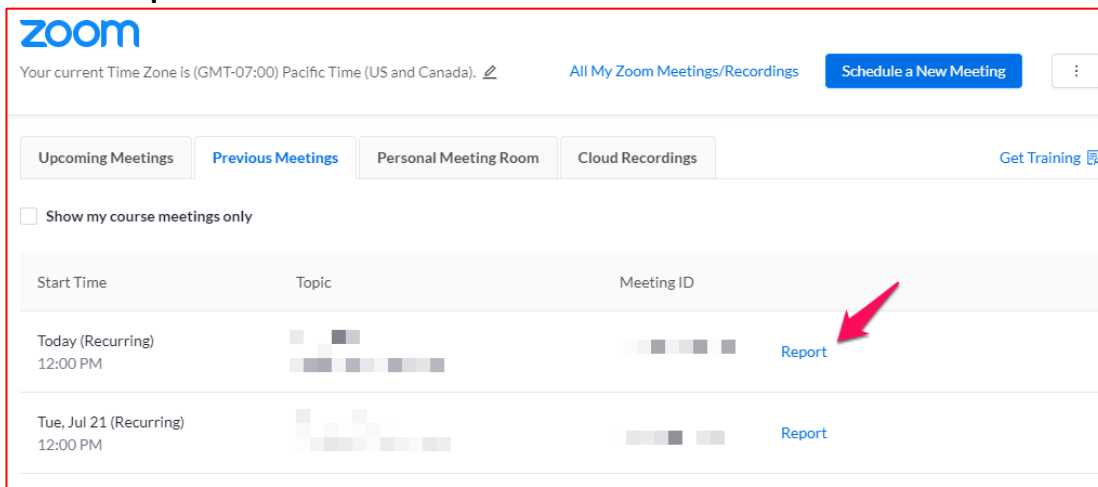 zoom
Your current Time Zone is (GMT-07:00) Pacific Time (US and Canada).
All My Zoom Meetings/Recordings
Schedule a New Meeting
Upcoming Meetings
Previous Meetings
Personal Meeting Room
Cloud Recordings
Get Training
Show my course meetings only
Start Time
Topic
Meeting ID
Today (Recurring)
12:00 PM
Report
Tue, Jul 21 (Recurring)
12:00 PM
Report